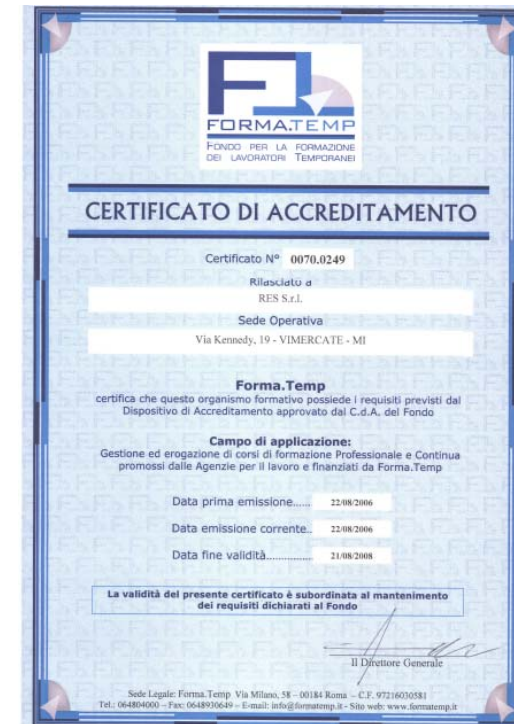 FORMA.TEMP
FONDO PER LA FORMAZIONE
DEI LAVORATORI TEMPORANEI
CERTIFICATO DI ACCREDITAMENTO
Certificato N° 0070.0249
Rilasciato a
RES S.r.l.
Sede Operativa
Via Kennedy, 19 - VIMERCATE - MI
Forma.Temp
certifica che questo organismo formativo possiede i requisiti previsti dal
Dispositivo di Accreditamento approvato dal C.d.A. del Fondo
Campo di applicazione:
Gestione ed erogazione di corsi di formazione Professionale e Continua
promossi dalle Agenzie per il lavoro e finanziati da Forma.Temp
Data prima emissione...... 22/08/2006
Data emissione corrente.. 22/08/2006
Data fine validità............... 21/08/2008
La validità del presente certificato è subordinata al mantenimento
dei requisiti dichiarati al Fondo
Il Direttore Generale
Sede Legale: Forma.Temp Via Milano, 58 – 00184 Roma – C.F. 97216030581
Tel.: 064804000 – Fax: 0648930649 – E-mail: info@formatemp.it - Sito web: www.formatemp.it